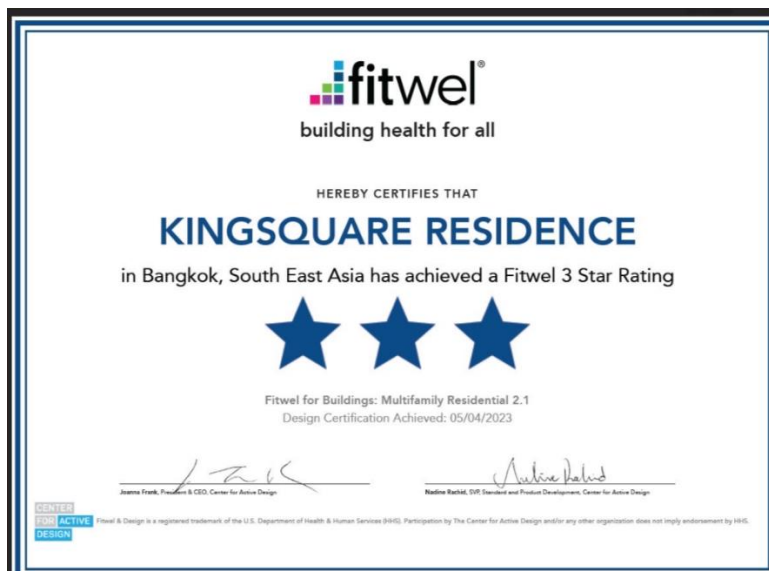 fitwel®
building health for all
HEREBY CERTIFIES THAT
KINGSQUARE RESIDENCE
in Bangkok, South East Asia has achieved a Fitwel 3 Star Rating
Fitwel for Buildings: Multifamily Residential 2.1
Design Certification Achieved: 05/04/2023
Joanna Frank, President & CEO, Center for Active Design
Nadine Rachid, SVP, Standard and Product Development, Center for Active Design
CENTER
FOR ACTIVE
DESIGN
Fitwel & Design is a registered trademark of the U.S. Department of Health & Human Services (HHS). Participation by The Center for Active Design and/or any other organization does not imply endorsement by HHS.